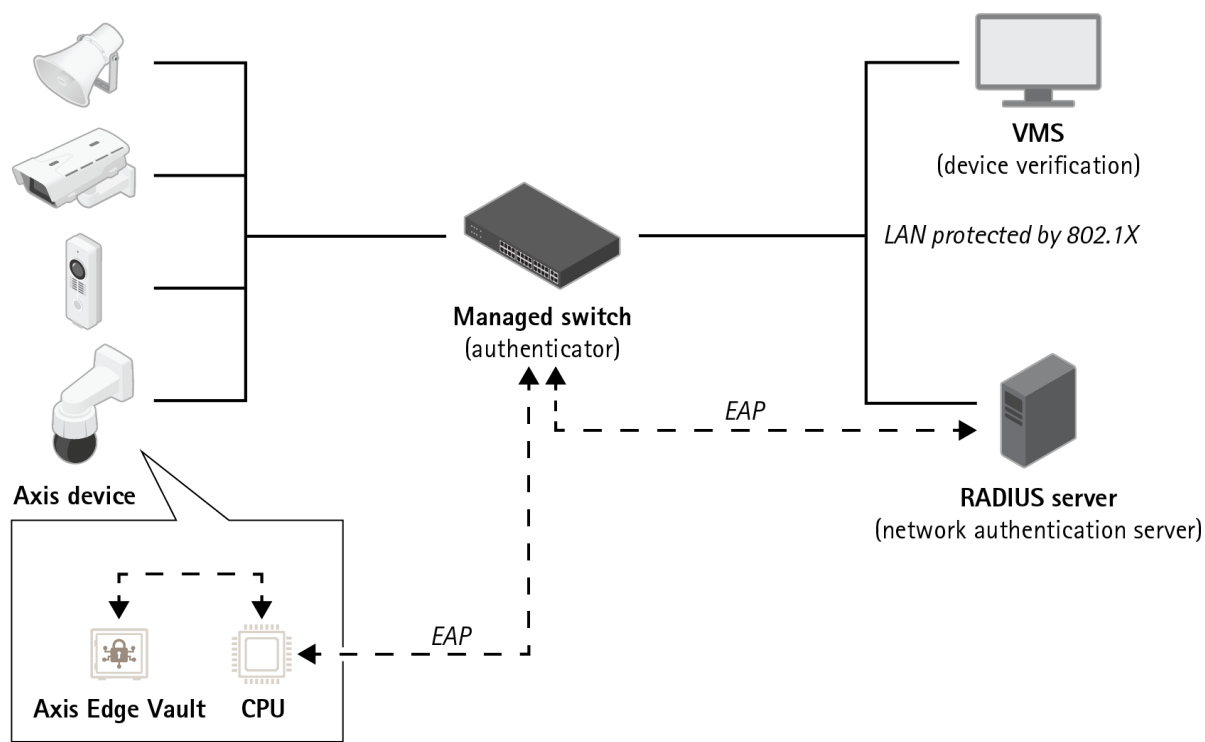 VMS
(device verification)
LAN protected by 802.1X
Managed switch
(authenticator)
EAP
Axis device
RADIUS server
(network authentication server)
EAP
Axis Edge Vault
CPU